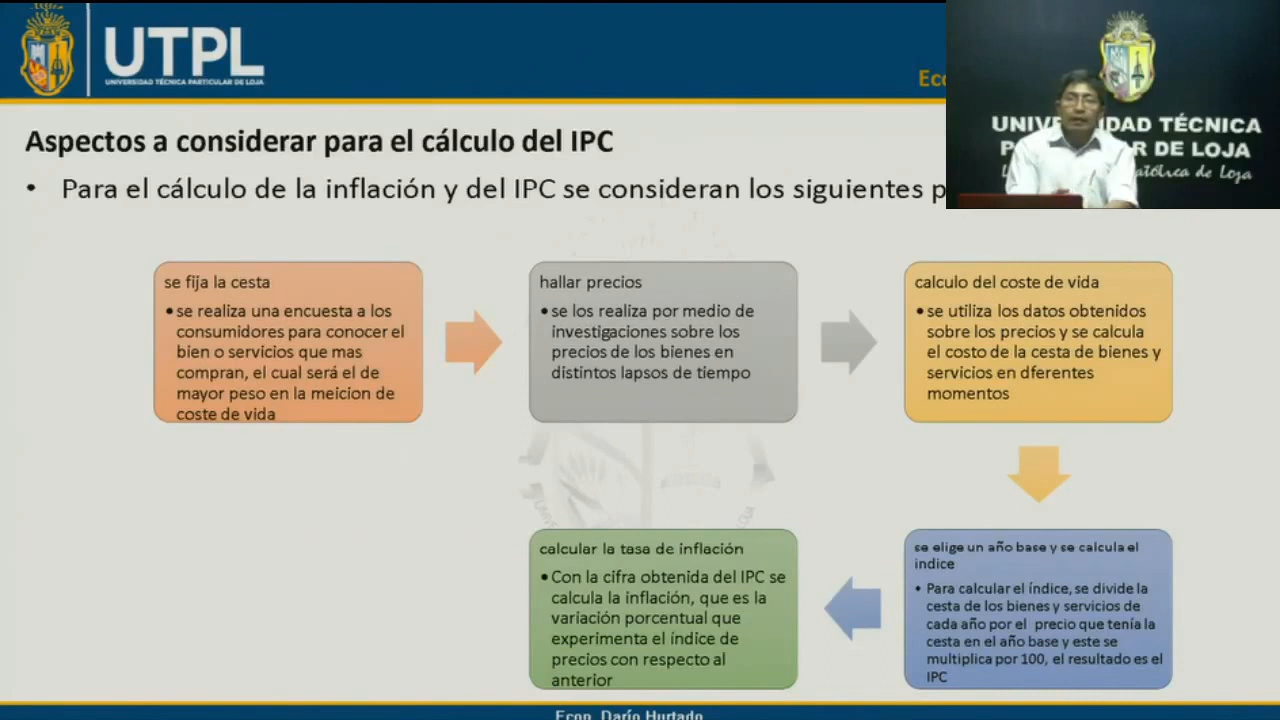 UTPL
UNIVERSIDAD TÉCNICA PARTICULAR DE LOJA
Aspectos a considerar para el cálculo del IPC
• Para el cálculo de la inflación y del IPC se consideran los siguientes
se fija la cesta
• se realiza una encuesta a los
consumidores para conocer el
bien o servicios que mas
compran, el cual será el de
mayor peso en la meicion de
coste de vida
hallar precios
• se los realiza por medio de
investigaciones sobre los
precios de los bienes en
distintos lapsos de tiempo
calculo del coste de vida
• se utiliza los datos obtenidos
sobre los precios y se calcula
el costo de la cesta de bienes y
servicios en dferentes
momentos
se elige un año base y se calcula el
indice
• Para calcular el índice, se divide la
cesta de los bienes y servicios de
cada año por el precio que tenía la
cesta en el año base y este se
multiplica por 100, el resultado es el
IPC
calcular la tasa de inflación
• Con la cifra obtenida del IPC se
calcula la inflación, que es la
variación porcentual que
experimenta el índice de
precios con respecto al
anterior
Econ. Darío Hurtado
TÉCNICA
DE LOJA
Católica de Loja